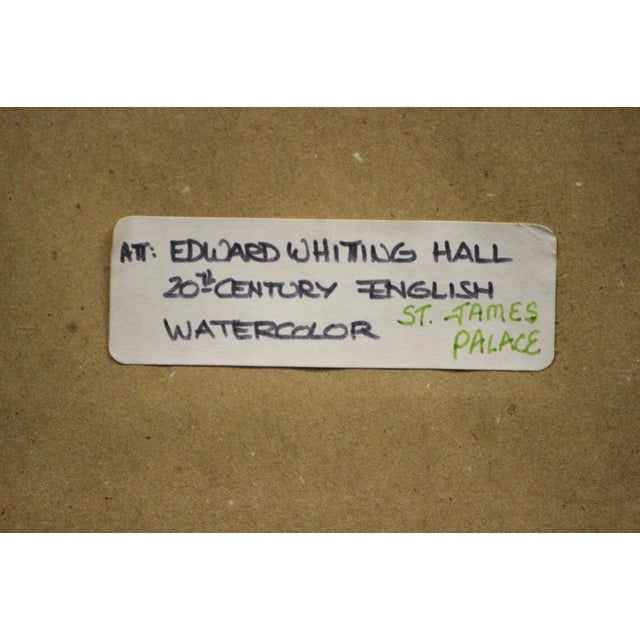 ATT: EDWARD WHITING HALL
20TH CENTURY ENGLISH
WATERCOLOR
ST. JAMES
PALACE